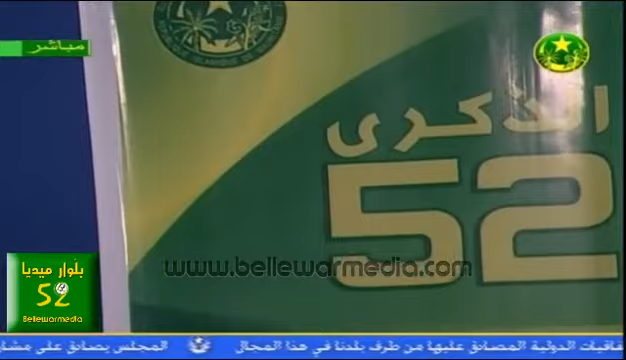 مباشر
الذكرى
52
www.bellewarmedia.com
بلوار ميديا
52
Bellewarmedia
فاقيات الدولية المصادق عليها من طرف بلدنا في هذا المجال
المجلس يصادق على مشا